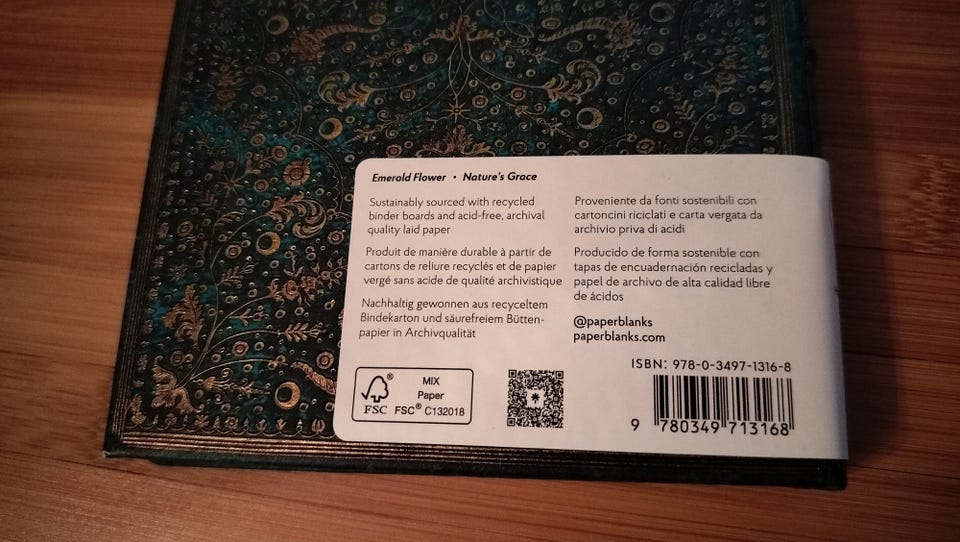 Emerald Flower · Nature's Grace
Sustainably sourced with recycled
binder boards and acid-free, archival
quality laid paper
Produit de manière durable à partir de
cartons de reliure recyclés et de papier
vergé sans acide de qualité archivistique
Nachhaltig gewonnen aus recyceltem
Bindekarton und säurefreiem Bütten-
papier in Archivqualität
Proveniente da fonti sostenibili con
cartoncini riciclati e carta vergata da
archivio priva di acidi
Producido de forma sostenible con
tapas de encuadernación recicladas y
papel de archivo de alta calidad libre
de ácidos
@paperblanks
paperblanks.com
FSC®
MIX
Paper
FSC® C132018
ISBN: 978-0-3497-1316-8
9 780349 713168